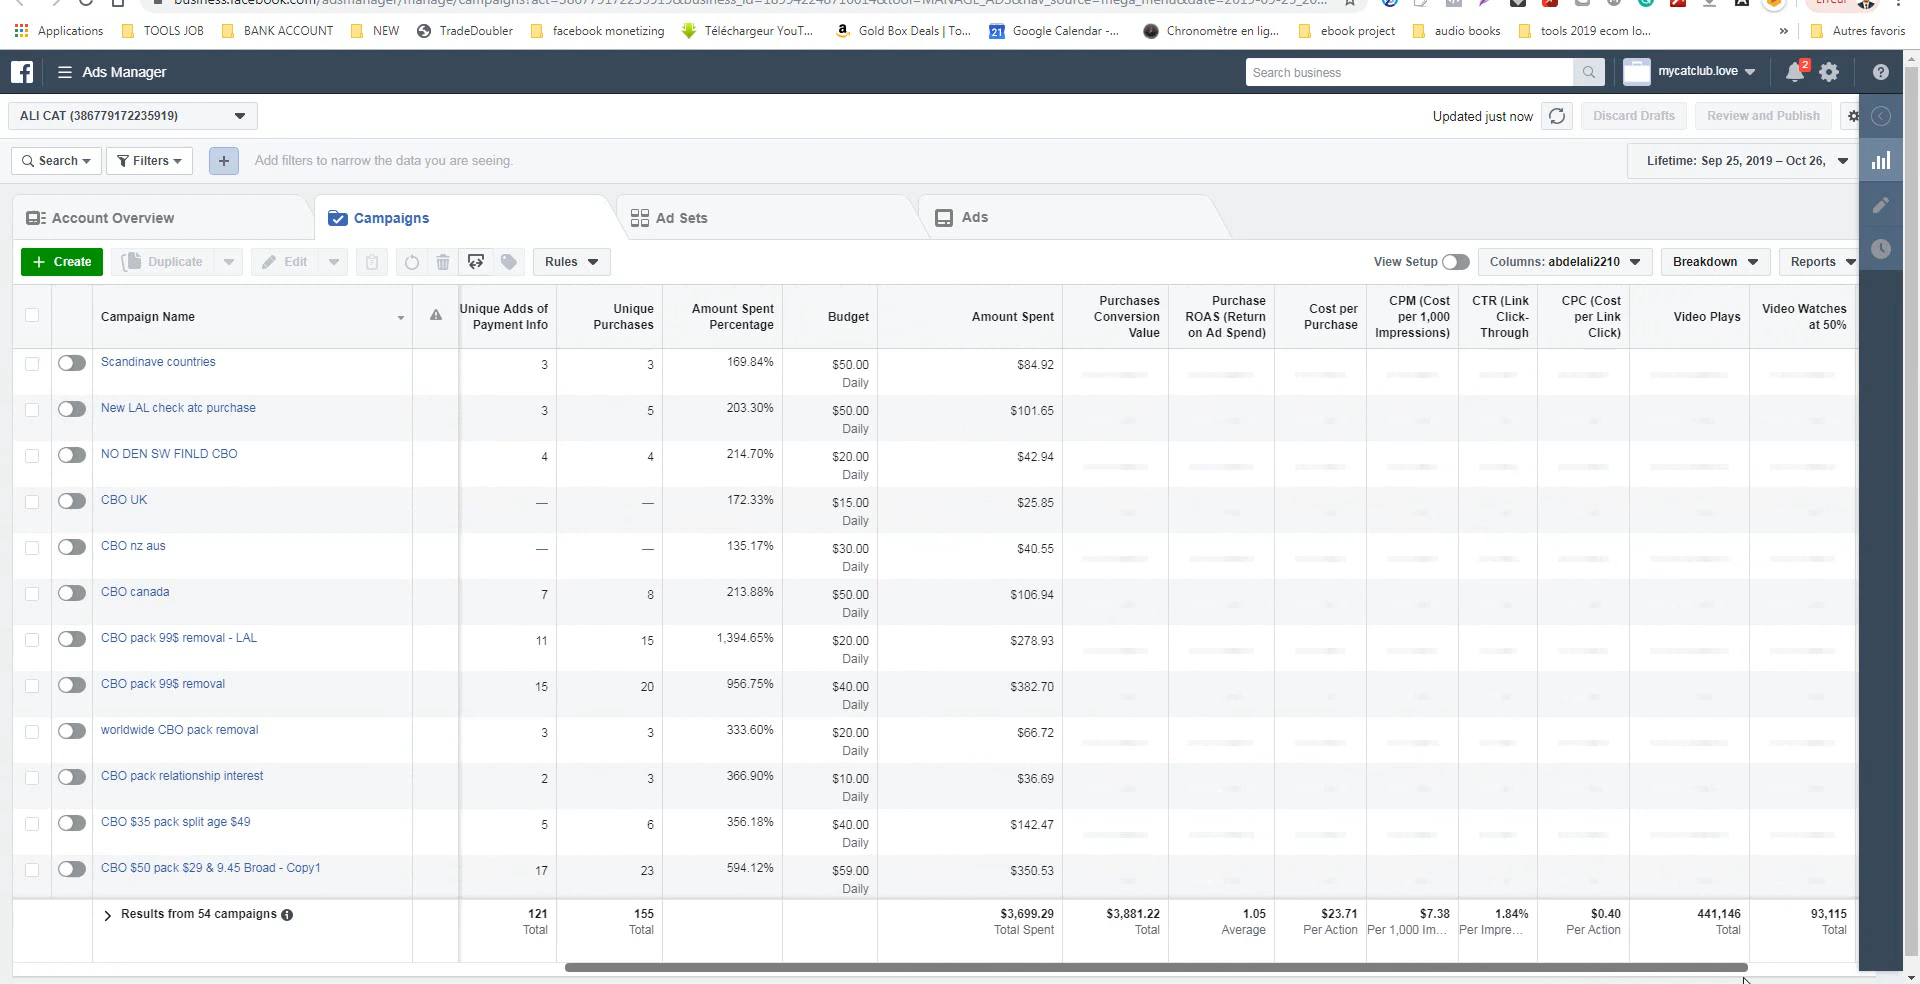 Applications TOOLS JOB BANK ACCOUNT NEW TradeDoubler facebook monetizing Téléchargeur YouT... Gold Box Deals | To... Google Calendar -... Chronomètre en lig... ebook project audio books tools 2019 ecom lo... » Autres favoris
Ads Manager Search business mycatclub.love 2
ALI CAT (386779172235919) Updated just now Discard Drafts Review and Publish
Search Filters + Add filters to narrow the data you are seeing. Lifetime: Sep 25, 2019 – Oct 26,
Account Overview Campaigns Ad Sets Ads
+ Create Duplicate Edit Rules View Setup Columns: abdelali2210 Breakdown Reports
Campaign Name
Unique Adds of
Payment Info
Unique
Purchases
Amount Spent
Percentage
Budget
Amount Spent
Purchases
Conversion
Value
Purchase
ROAS (Return
on Ad Spend)
Cost per
Purchase
CPM (Cost
per 1,000
Impressions)
CTR (Link
Click-
Through
CPC (Cost
per Link
Click)
Video Plays
Video Watches
at 50%
Scandinave countries 3 3 169.84% $50.00 $84.92
Daily
New LAL check atc purchase 3 5 203.30% $50.00 $101.65
Daily
NO DEN SW FINLD CBO 4 4 214.70% $20.00 $42.94
Daily
CBO UK — — 172.33% $15.00 $25.85
Daily
CBO nz aus — — 135.17% $30.00 $40.55
Daily
CBO canada 7 8 213.88% $50.00 $106.94
Daily
CBO pack 99$ removal - LAL 11 15 1,394.65% $20.00 $278.93
Daily
CBO pack 99$ removal 15 20 956.75% $40.00 $382.70
Daily
worldwide CBO pack removal 3 3 333.60% $20.00 $66.72
Daily
CBO pack relationship interest 2 3 366.90% $10.00 $36.69
Daily
CBO $35 pack split age $49 5 6 356.18% $40.00 $142.47
Daily
CBO $50 pack $29 & 9.45 Broad - Copy1 17 23 594.12% $59.00 $350.53
Daily
Results from 54 campaigns 121 155 $3,699.29 $3,881.22 1.05 $23.71 $7.38 1.84% $0.40 441,146 93,115
Total Total Total Spent Total Average Per Action Per 1,000 Im... Per Impre... Per Action Total Total